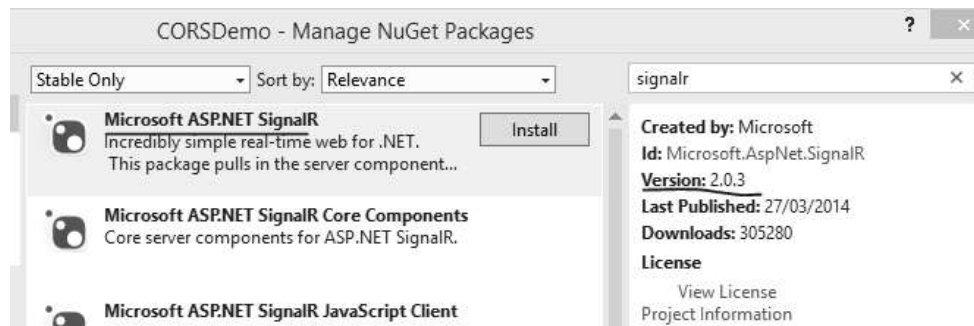 CORSDemo - Manage NuGet Packages
?
×
Stable Only
Sort by: Relevance
signalr
×
Microsoft ASP.NET SignalR
Incredibly simple real-time web for .NET.
This package pulls in the server component...
Install
Microsoft ASP.NET SignalR Core Components
Core server components for ASP.NET SignalR.
Microsoft ASP.NET SignalR JavaScript Client
Created by: Microsoft
Id: Microsoft.AspNet.SignalR
Version: 2.0.3
Last Published: 27/03/2014
Downloads: 305280
License
View License
Project Information